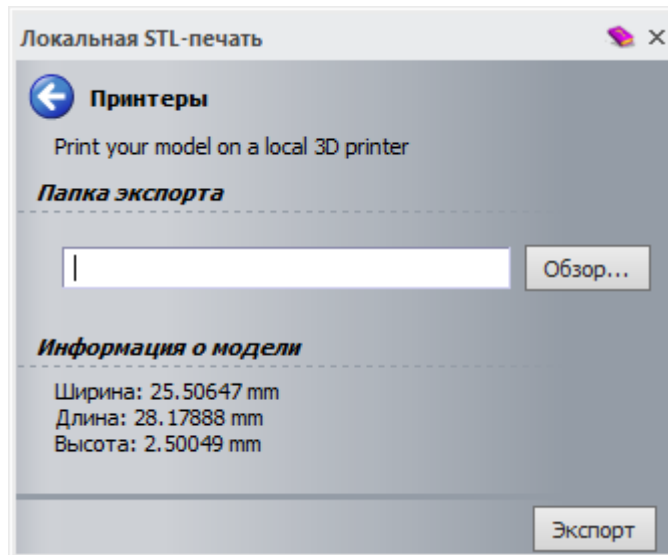 Локальная STL-печать
Принтеры
Print your model on a local 3D printer
Папка экспорта
Обзор...
Информация о модели
Ширина: 25.50647 mm
Длина: 28.17888 mm
Высота: 2.50049 mm
Экспорт